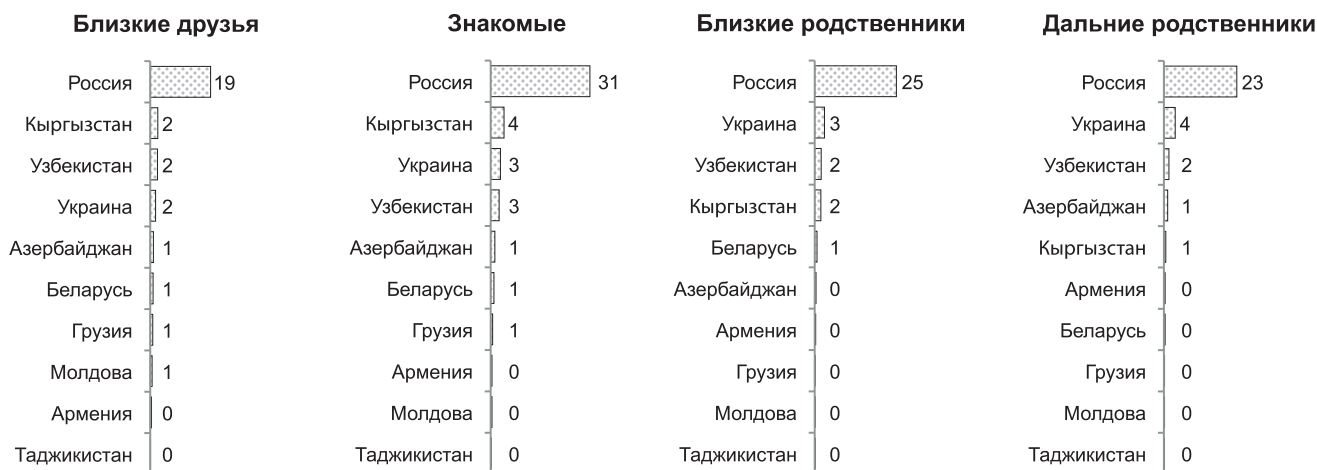 Близкие друзья
Россия 19
Кыргызстан 2
Узбекистан 2
Украина 2
Азербайджан 1
Беларусь 1
Грузия 1
Молдова 1
Армения 0
Таджикистан 0
Знакомые
Россия 31
Кыргызстан 4
Украина 3
Узбекистан 3
Азербайджан 1
Беларусь 1
Грузия 1
Армения 0
Молдова 0
Таджикистан 0
Близкие родственники
Россия 25
Украина 3
Узбекистан 2
Кыргызстан 2
Беларусь 1
Азербайджан 0
Армения 0
Грузия 0
Молдова 0
Таджикистан 0
Дальние родственники
Россия 23
Украина 4
Узбекистан 2
Азербайджан 1
Кыргызстан 1
Армения 0
Беларусь 0
Грузия 0
Молдова 0
Таджикистан 0